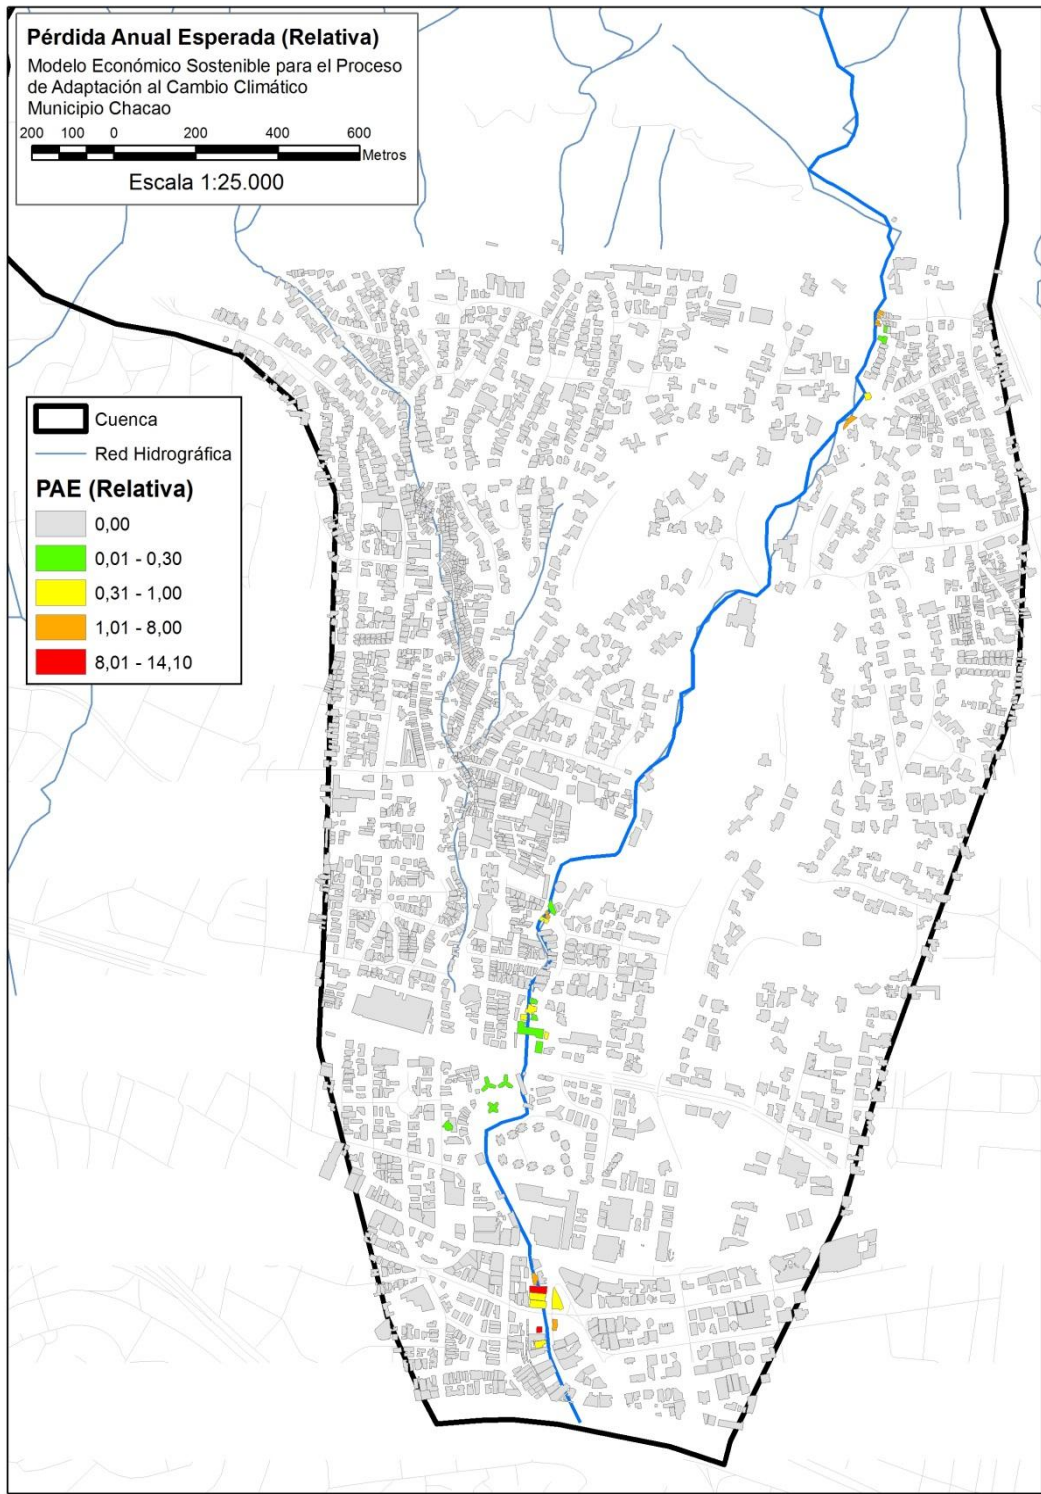 Pérdida Anual Esperada (Relativa)
Modelo Económico Sostenible para el Proceso
de Adaptación al Cambio Climático
Municipio Chacao
200 100 0 200 400 600
Metros
Escala 1:25.000
Cuenca
Red Hidrográfica
PAE (Relativa)
0,00
0,01 - 0,30
0,31 - 1,00
1,01 - 8,00
8,01 - 14,10